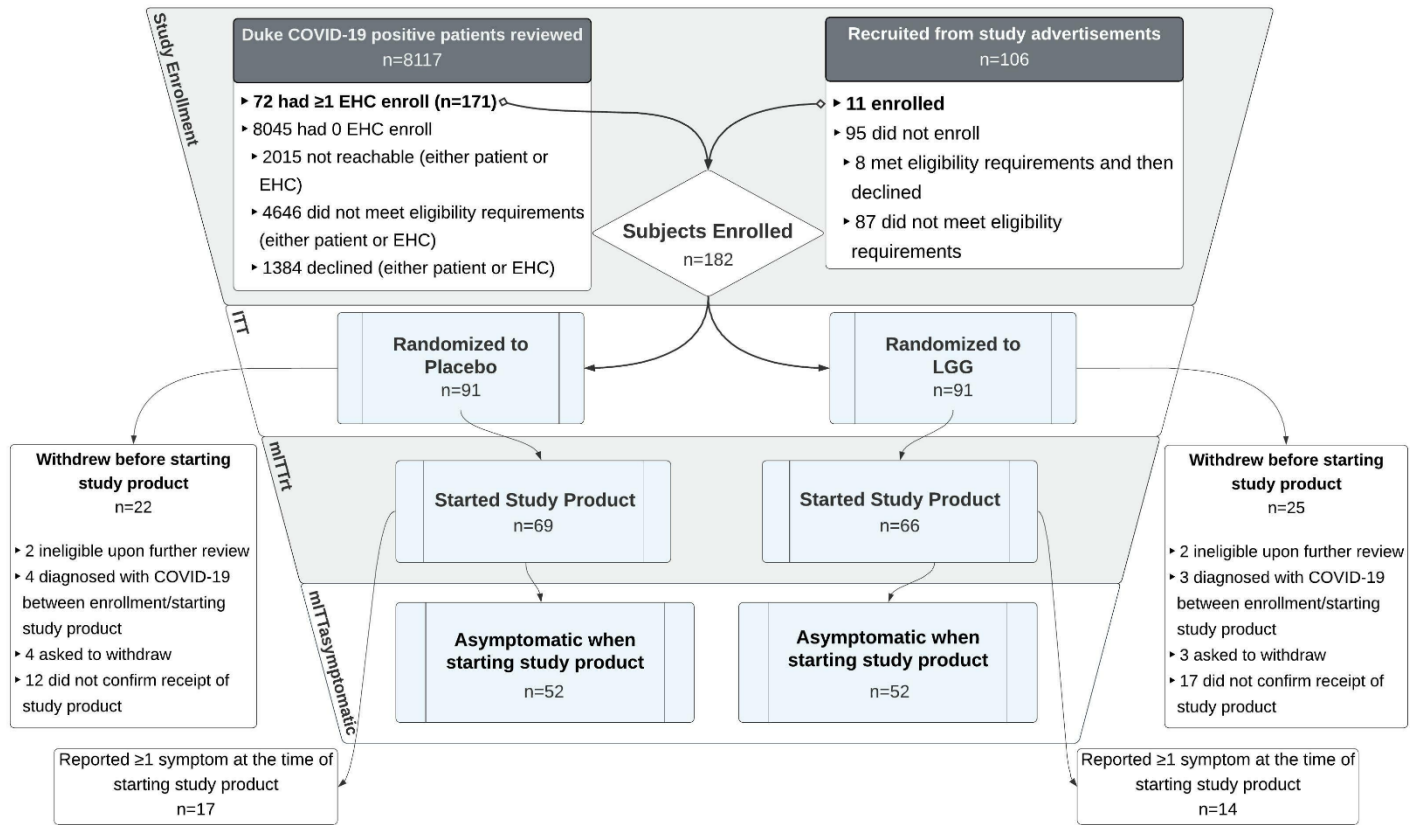 Study Enrollment
Duke COVID-19 positive patients reviewed
n=8117
‣ 72 had ≥1 EHC enroll (n=171)
‣ 8045 had 0 EHC enroll
‣ 2015 not reachable (either patient or
EHC)
‣ 4646 did not meet eligibility requirements
(either patient or EHC)
‣ 1384 declined (either patient or EHC)
Recruited from study advertisements
n=106
‣ 11 enrolled
‣ 95 did not enroll
‣ 8 met eligibility requirements and then
declined
‣ 87 did not meet eligibility
requirements
Subjects Enrolled
n=182
ITT
Randomized to
Placebo
n=91
Randomized to
LGG
n=91
Withdrew before starting
study product
n=22
‣ 2 ineligible upon further review
‣ 4 diagnosed with COVID-19
between enrollment/starting
study product
‣ 4 asked to withdraw
‣ 12 did not confirm receipt of
study product
Withdrew before starting
study product
n=25
‣ 2 ineligible upon further review
‣ 3 diagnosed with COVID-19
between enrollment/starting
study product
‣ 3 asked to withdraw
‣ 17 did not confirm receipt of
study product
mITTrt
Started Study Product
n=69
Started Study Product
n=66
mITTasymptomatic
Asymptomatic when
starting study product
n=52
Asymptomatic when
starting study product
n=52
Reported ≥1 symptom at the time of
starting study product
n=17
Reported ≥1 symptom at the time of
starting study product
n=14